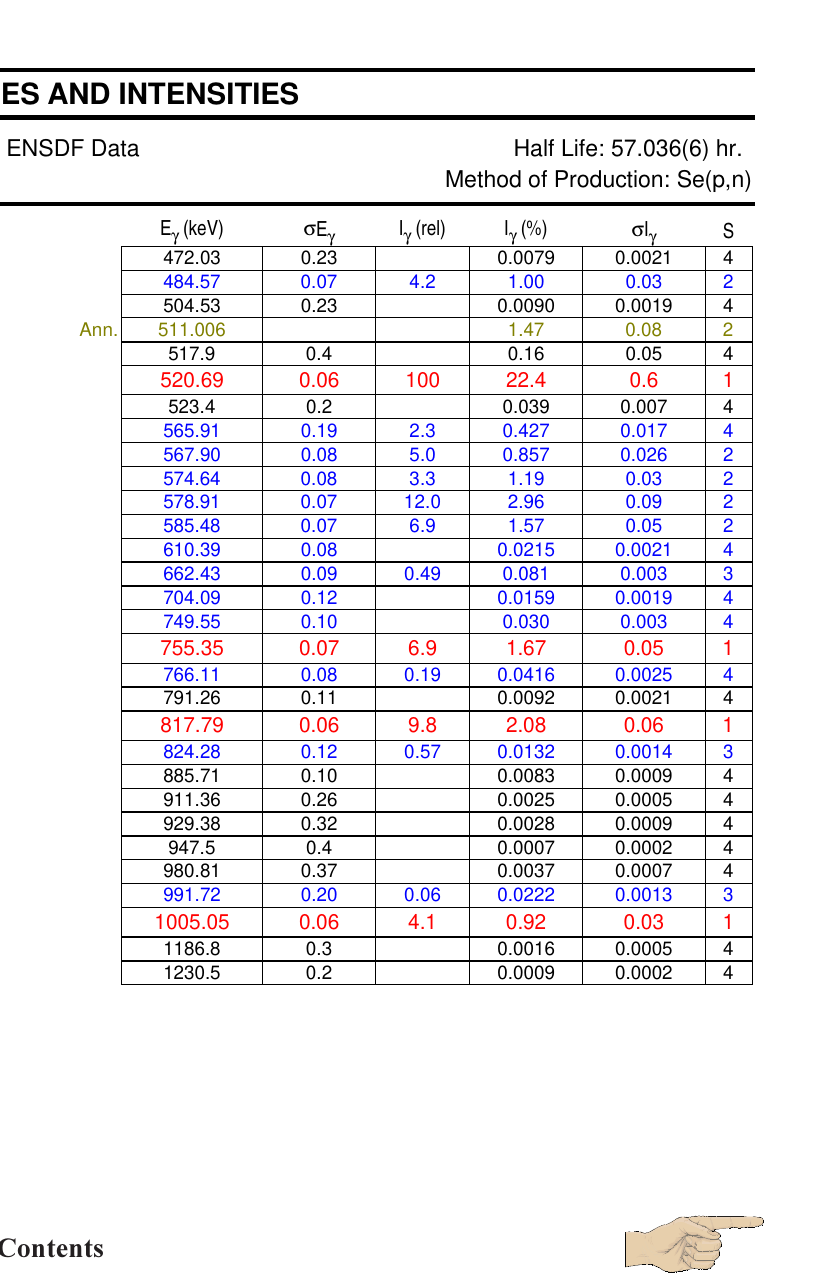 ES AND INTENSITIES
ENSDF Data Half Life: 57.036(6) hr.
Method of Production: Se(p,n)
Eγ (keV) σEγ Iγ (rel) Iγ (%) σIγ S
472.03 0.23 0.0079 0.0021 4
484.57 0.07 4.2 1.00 0.03 2
504.53 0.23 0.0090 0.0019 4
Ann. 511.006 1.47 0.08 2
517.9 0.4 0.16 0.05 4
520.69 0.06 100 22.4 0.6 1
523.4 0.2 0.039 0.007 4
565.91 0.19 2.3 0.427 0.017 4
567.90 0.08 5.0 0.857 0.026 2
574.64 0.08 3.3 1.19 0.03 2
578.91 0.07 12.0 2.96 0.09 2
585.48 0.07 6.9 1.57 0.05 2
610.39 0.08 0.0215 0.0021 4
662.43 0.09 0.49 0.081 0.003 3
704.09 0.12 0.0159 0.0019 4
749.55 0.10 0.030 0.003 4
755.35 0.07 6.9 1.67 0.05 1
766.11 0.08 0.19 0.0416 0.0025 4
791.26 0.11 0.0092 0.0021 4
817.79 0.06 9.8 2.08 0.06 1
824.28 0.12 0.57 0.0132 0.0014 3
885.71 0.10 0.0083 0.0009 4
911.36 0.26 0.0025 0.0005 4
929.38 0.32 0.0028 0.0009 4
947.5 0.4 0.0007 0.0002 4
980.81 0.37 0.0037 0.0007 4
991.72 0.20 0.06 0.0222 0.0013 3
1005.05 0.06 4.1 0.92 0.03 1
1186.8 0.3 0.0016 0.0005 4
1230.5 0.2 0.0009 0.0002 4
Contents